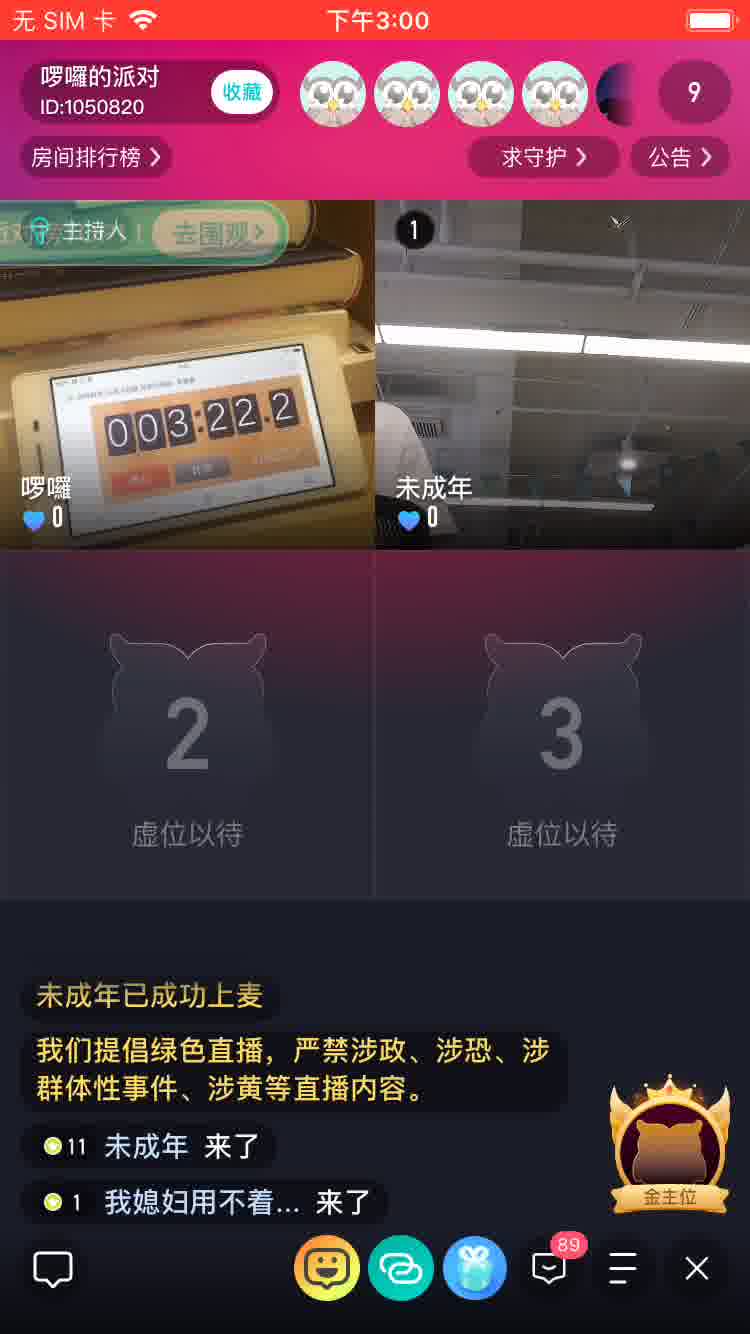 无 SIM 卡
下午3:00
啰囉的派对
ID:1050820
收藏
9
房间排行榜
求守护
公告
主持人
去围观
1
003:22.2
啰囉
0
未成年
0
2
3
虚位以待
虚位以待
未成年已成功上麦
我们提倡绿色直播，严禁涉政、涉恐、涉
群体性事件、涉黄等直播内容。
11 未成年 来了
1 我媳妇用不着... 来了
金主位
89